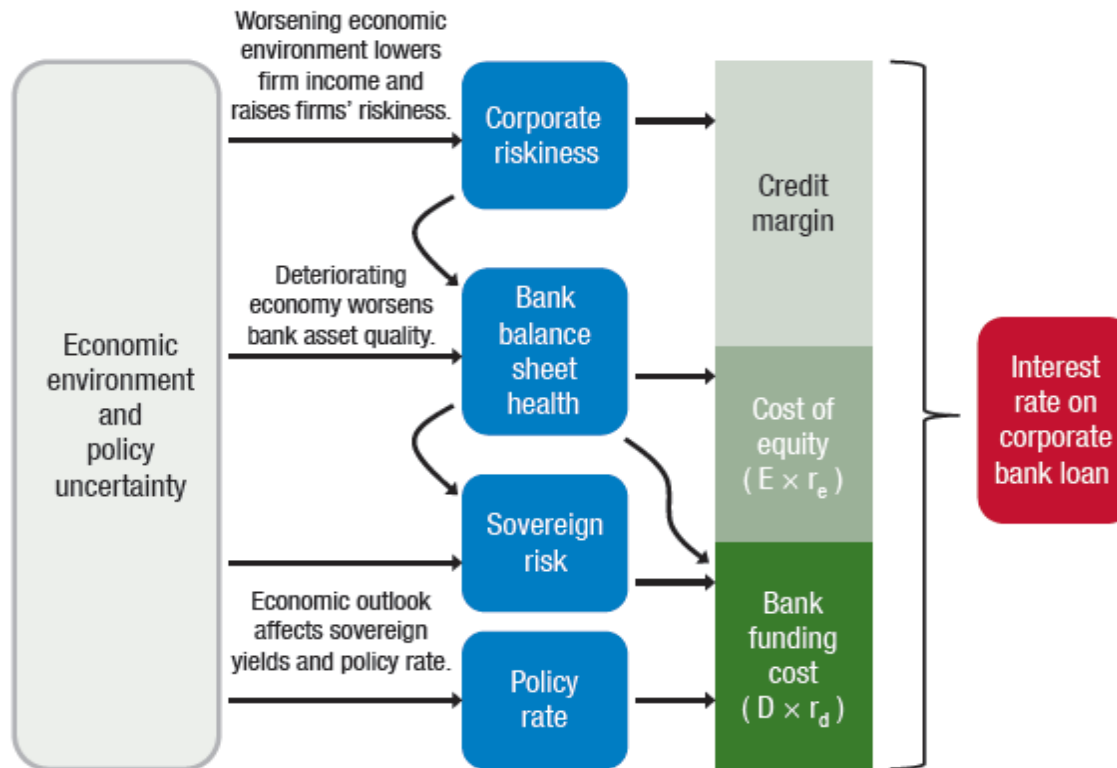 Worsening economic
environment lowers
firm income and
raises firms’ riskiness.
Corporate
riskiness
Credit
margin
Deteriorating
economy worsens
bank asset quality.
Bank
balance
sheet
health
Economic
environment
and
policy
uncertainty
Cost of
equity
( E × rₑ )
Interest
rate on
corporate
bank loan
Sovereign
risk
Economic outlook
affects sovereign
yields and policy rate.
Bank
funding
cost
( D × r_d )
Policy
rate